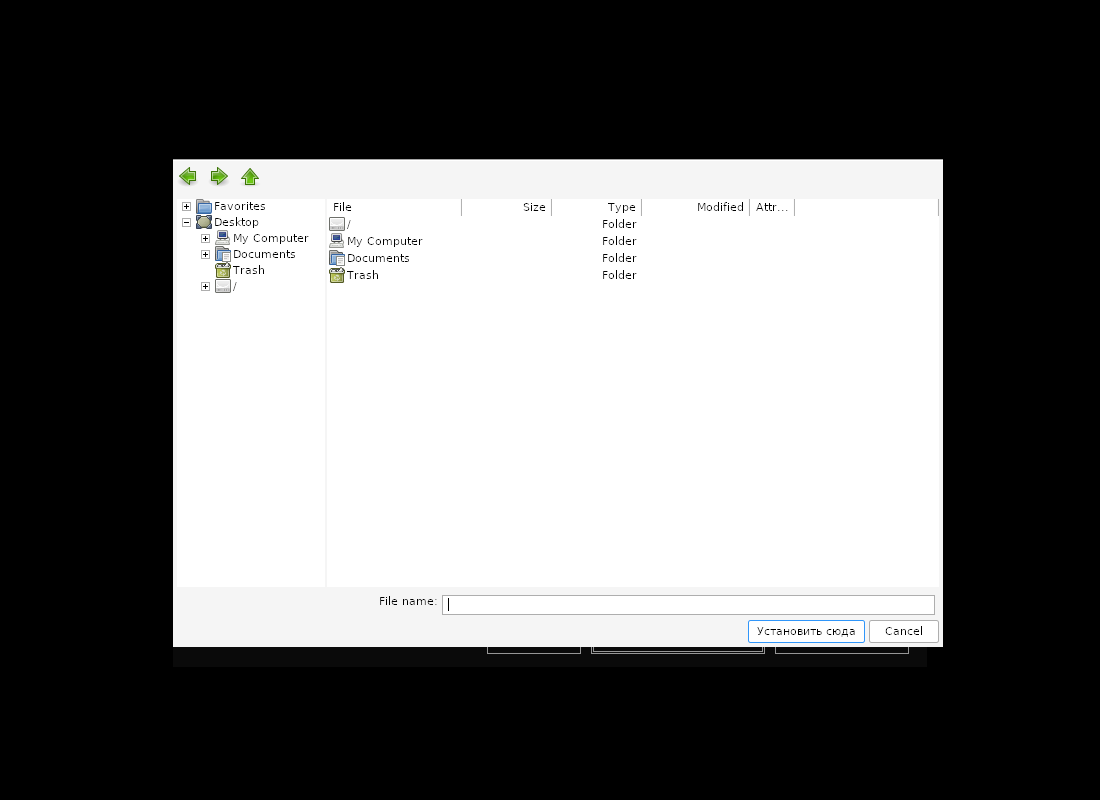 Favorites
Desktop
My Computer
Documents
Trash
/
File Size Type Modified Attr...
/ Folder
My Computer Folder
Documents Folder
Trash Folder
File name:
Установить сюда Cancel